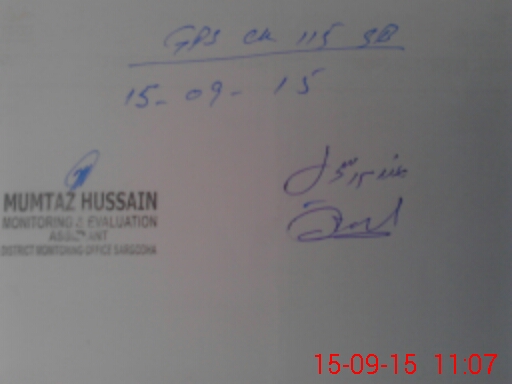 GPS CH 115 SB
15-09-15
MUMTAZ HUSSAIN
MONITORING & EVALUATION
ASSISTANT
DISTRICT MONITORING OFFICE SARGODHA
15-09-15 11:07